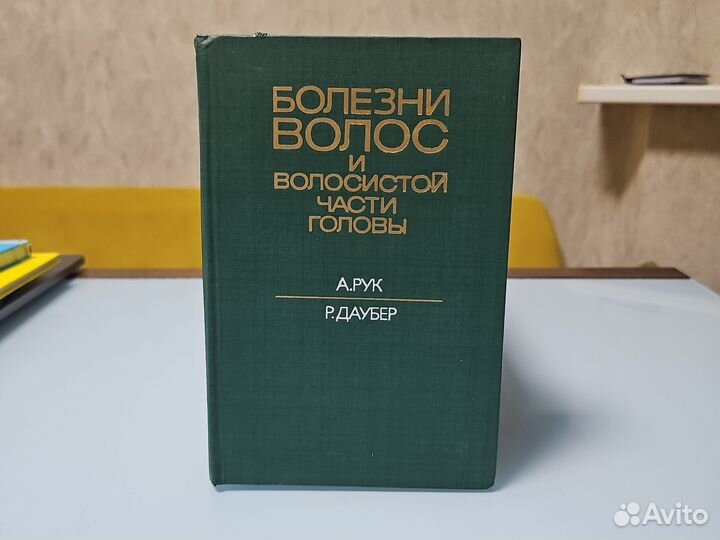 БОЛЕЗНИ
ВОЛОС
И
ВОЛОСИСТОЙ
ЧАСТИ
ГОЛОВЫ
А.РУК
Р.ДАУБЕР
Avito